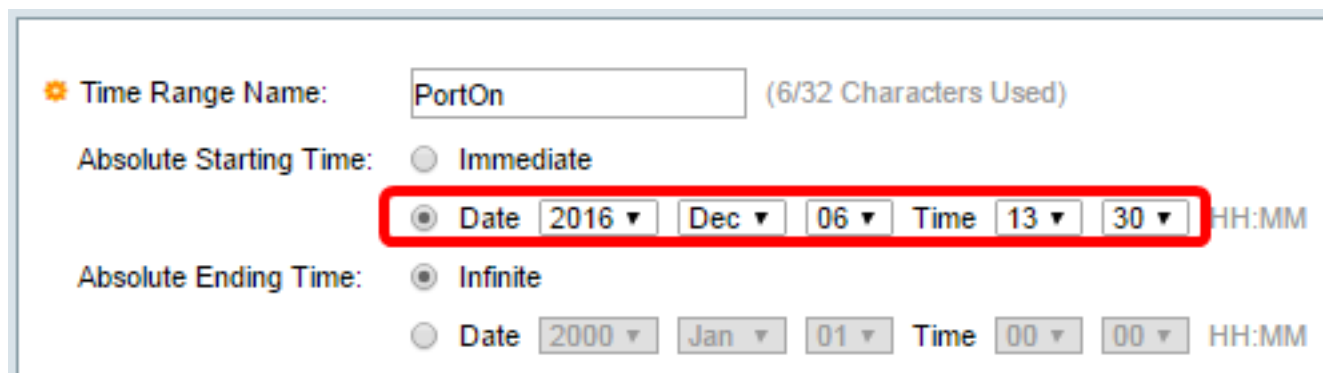 Time Range Name: PortOn (6/32 Characters Used)
Absolute Starting Time: Immediate
Date 2016 Dec 06 Time 13 30 HH:MM
Absolute Ending Time: Infinite
Date 2000 Jan 01 Time 00 00 HH:MM